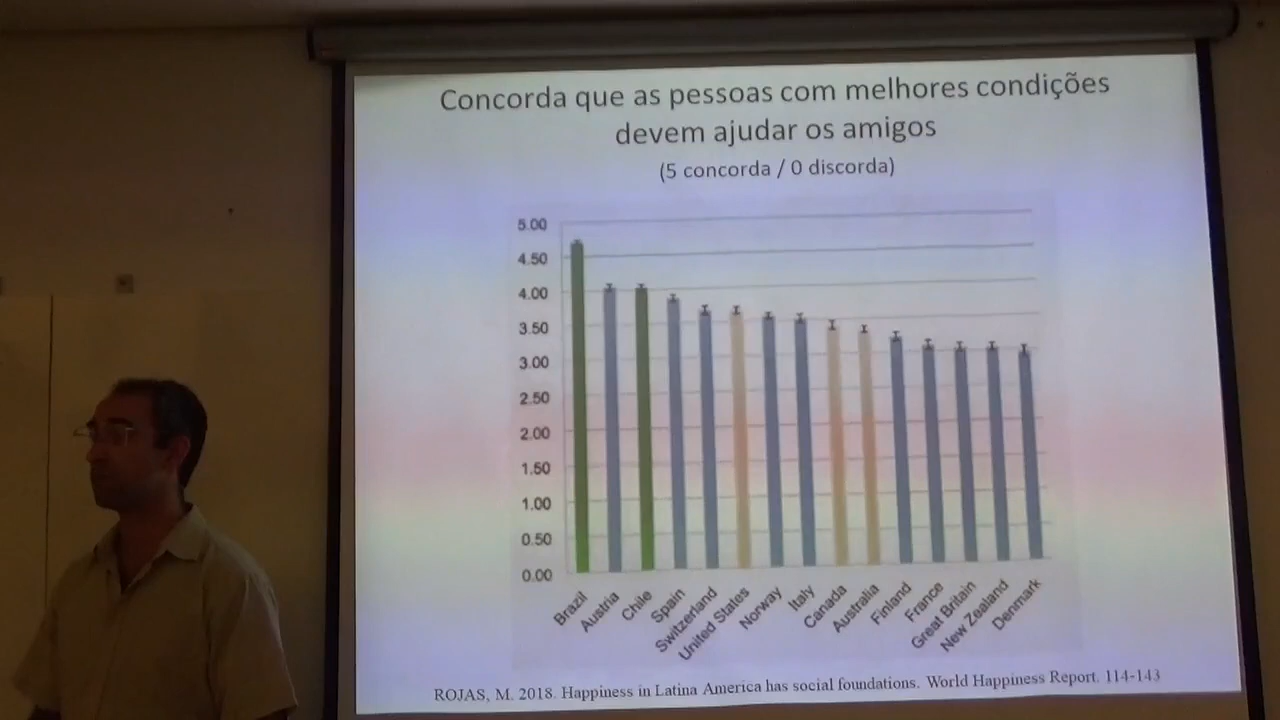 Concorda que as pessoas com melhores condições
devem ajudar os amigos
(5 concorda / 0 discorda)
5.00
4.50
4.00
3.50
3.00
2.50
2.00
1.50
1.00
0.50
0.00
Brazil
Austria
Chile
Spain
Switzerland
United States
Norway
Italy
Canada
Australia
Finland
France
Great Britain
New Zealand
Denmark
ROJAS, M. 2018. Happiness in Latina America has social foundations. World Happiness Report. 114-143